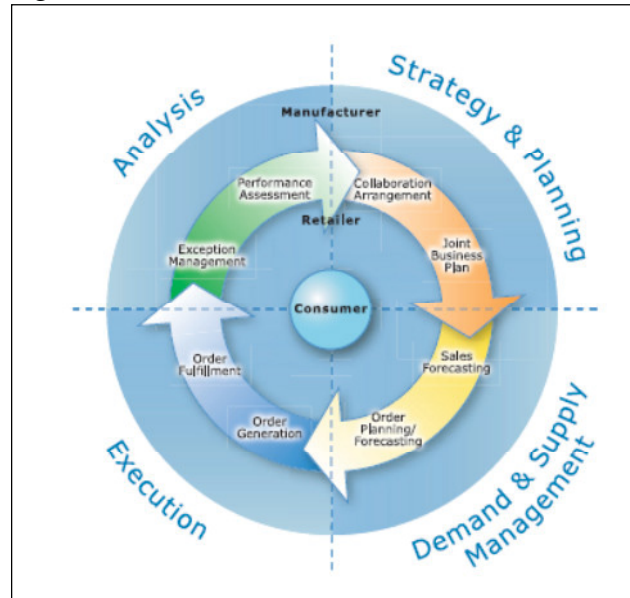 Analysis
Strategy & Planning
Manufacturer
Performance
Assessment
Collaboration
Arrangement
Retailer
Exception
Management
Joint
Business
Plan
Consumer
Order
Fulfillment
Sales
Forecasting
Order
Generation
Order
Planning/
Forecasting
Execution
Demand & Supply
Management